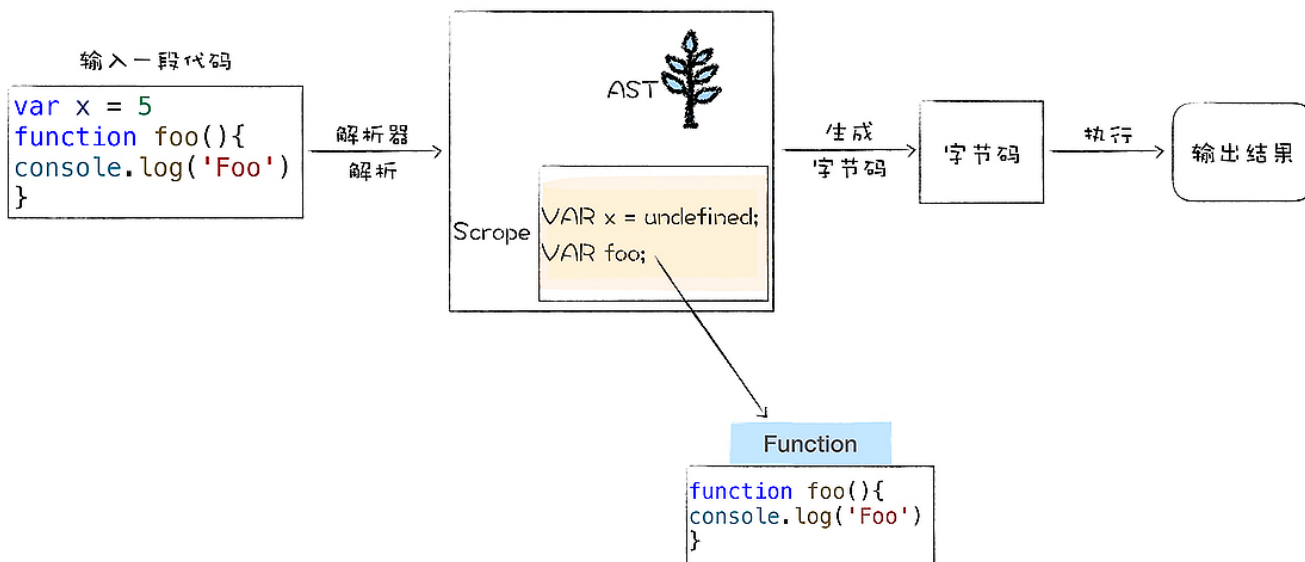 输入一段代码
var x = 5
function foo(){
console.log('Foo')
}
解析器
解析
AST
Scrope
VAR x = undefined;
VAR foo;
生成
字节码
字节码
执行
输出结果
Function
function foo(){
console.log('Foo')
}